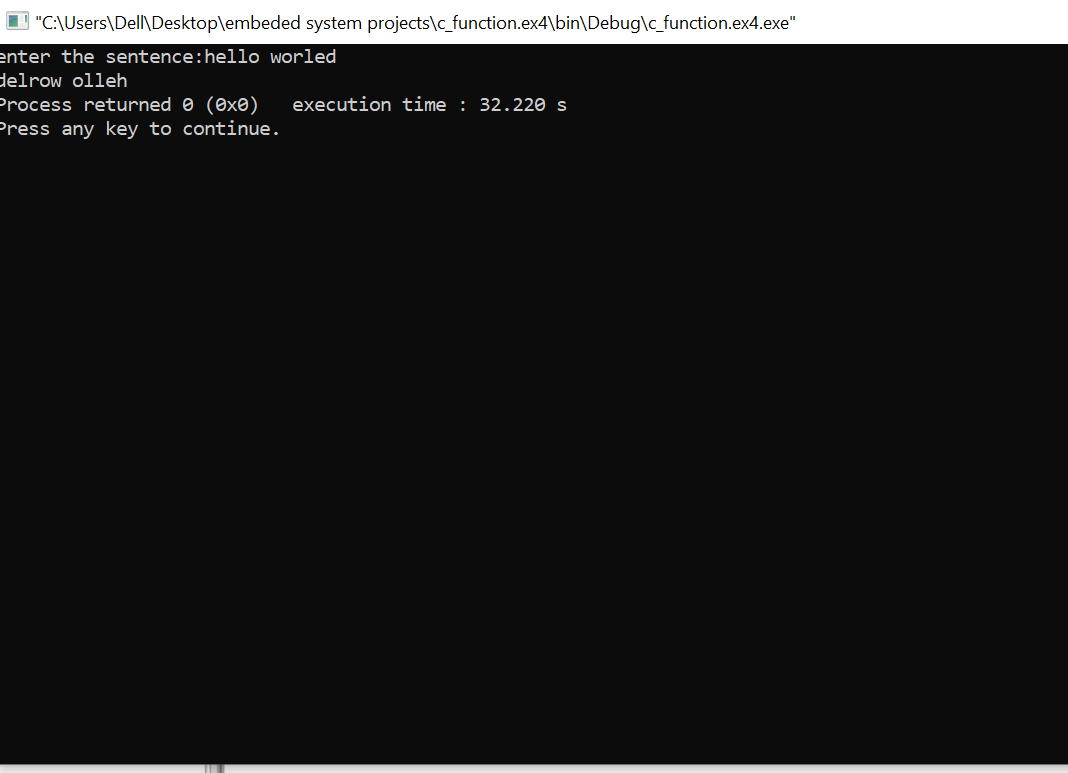 "C:\Users\Dell\Desktop\embeded system projects\c_function.ex4\bin\Debug\c_function.ex4.exe"
enter the sentence:hello worled
delrow olleh
Process returned 0 (0x0)   execution time : 32.220 s
Press any key to continue.